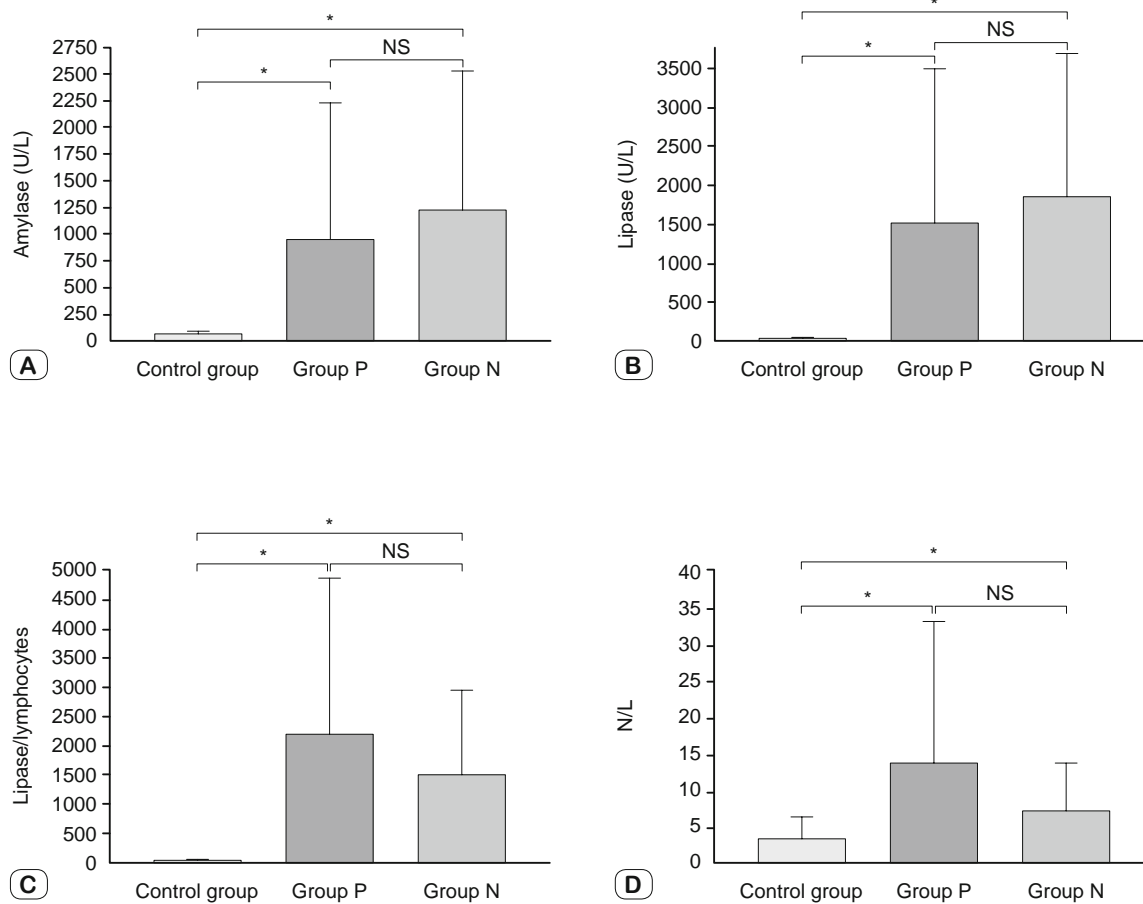 *
NS
*
2750
2500
2250
2000
1750
1500
1250
1000
750
500
250
0
Amylase (U/L)
Control group Group P Group N
A
*
NS
*
3500
3000
2500
2000
1500
1000
500
0
Lipase (U/L)
Control group Group P Group N
B
*
* NS
5000
4500
4000
3500
3000
2500
2000
1500
1000
500
0
Lipase/lymphocytes
Control group Group P Group N
C
*
* NS
40
35
30
25
20
15
10
5
0
N/L
Control group Group P Group N
D